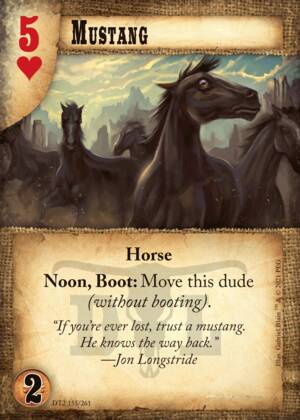 5
Mustang
Horse
Noon, Boot: Move this dude
(without booting).
"If you're ever lost, trust a mustang.
He knows the way back."
—Jon Longstride
2
DT2 155/261